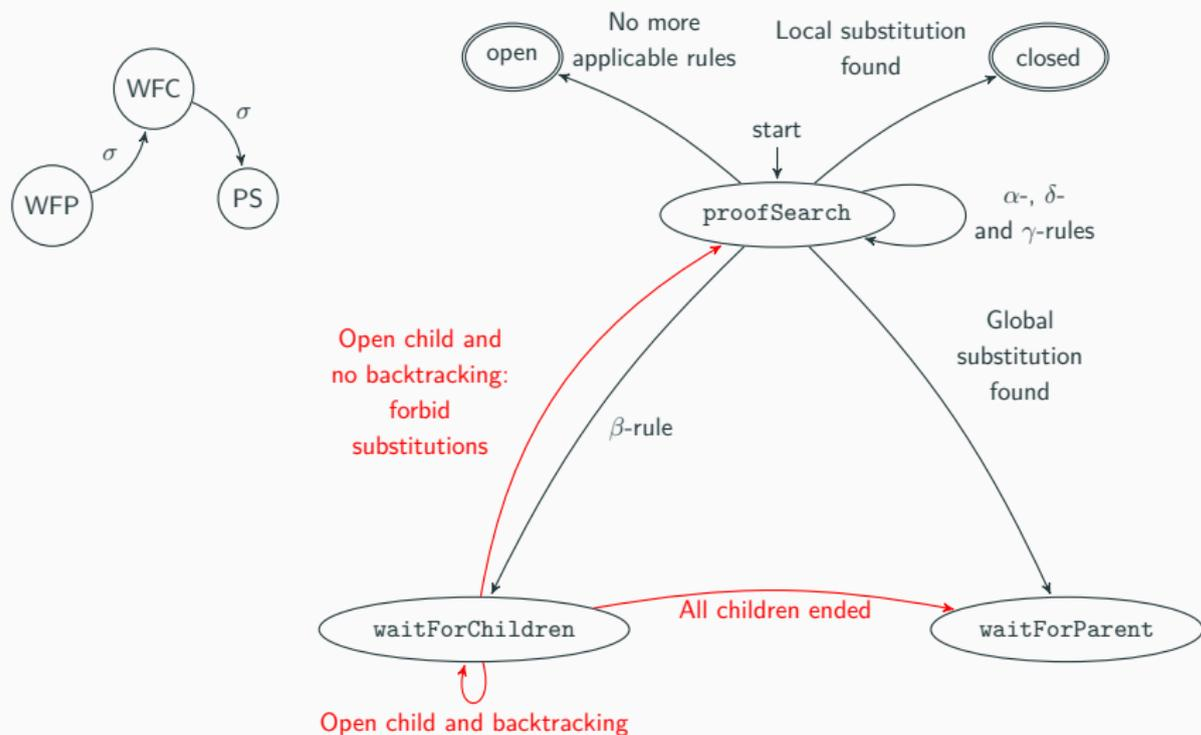 No more
applicable rules
Local substitution
found
open
closed
WFC
σ
σ
WFP
PS
start
proofSearch
α-, δ-
and γ-rules
Open child and
no backtracking:
forbid
substitutions
Global
substitution
found
β-rule
waitForChildren
All children ended
waitForParent
Open child and backtracking